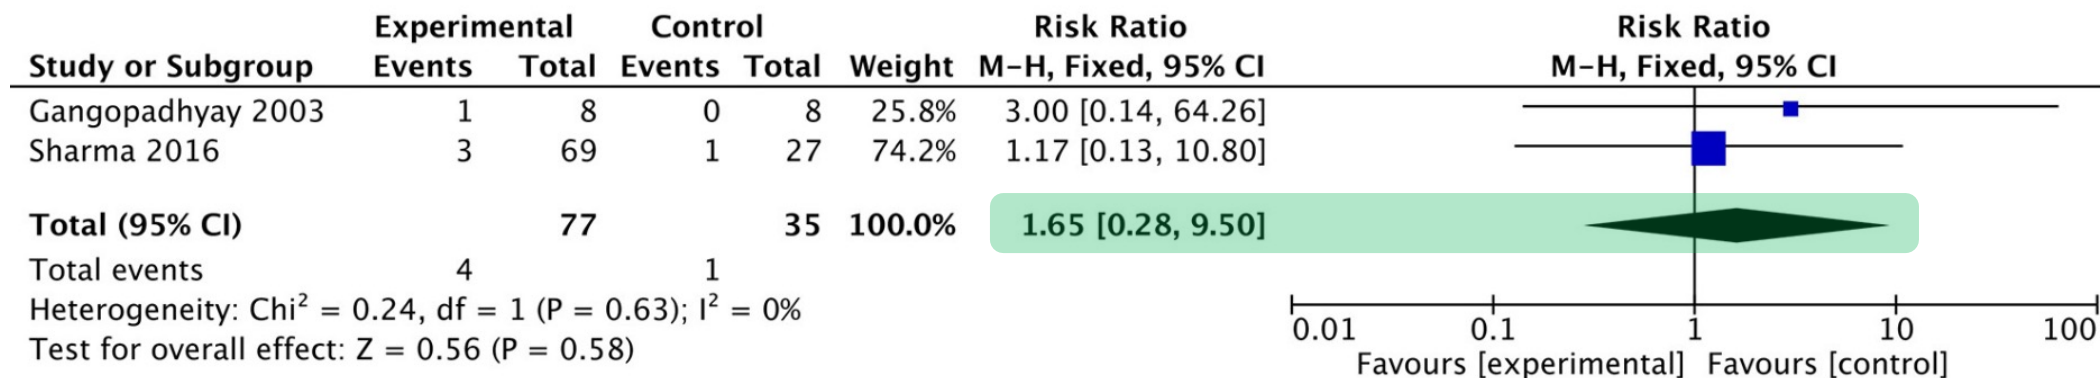 Experimental Control Risk Ratio Risk Ratio
Study or Subgroup Events Total Events Total Weight M-H, Fixed, 95% CI M-H, Fixed, 95% CI
Gangopadhyay 2003 1 8 0 8 25.8% 3.00 [0.14, 64.26]
Sharma 2016 3 69 1 27 74.2% 1.17 [0.13, 10.80]
Total (95% CI) 77 35 100.0% 1.65 [0.28, 9.50]
Total events 4 1
Heterogeneity: Chi² = 0.24, df = 1 (P = 0.63); I² = 0%
Test for overall effect: Z = 0.56 (P = 0.58)
0.01 0.1 1 10 100
Favours [experimental] Favours [control]